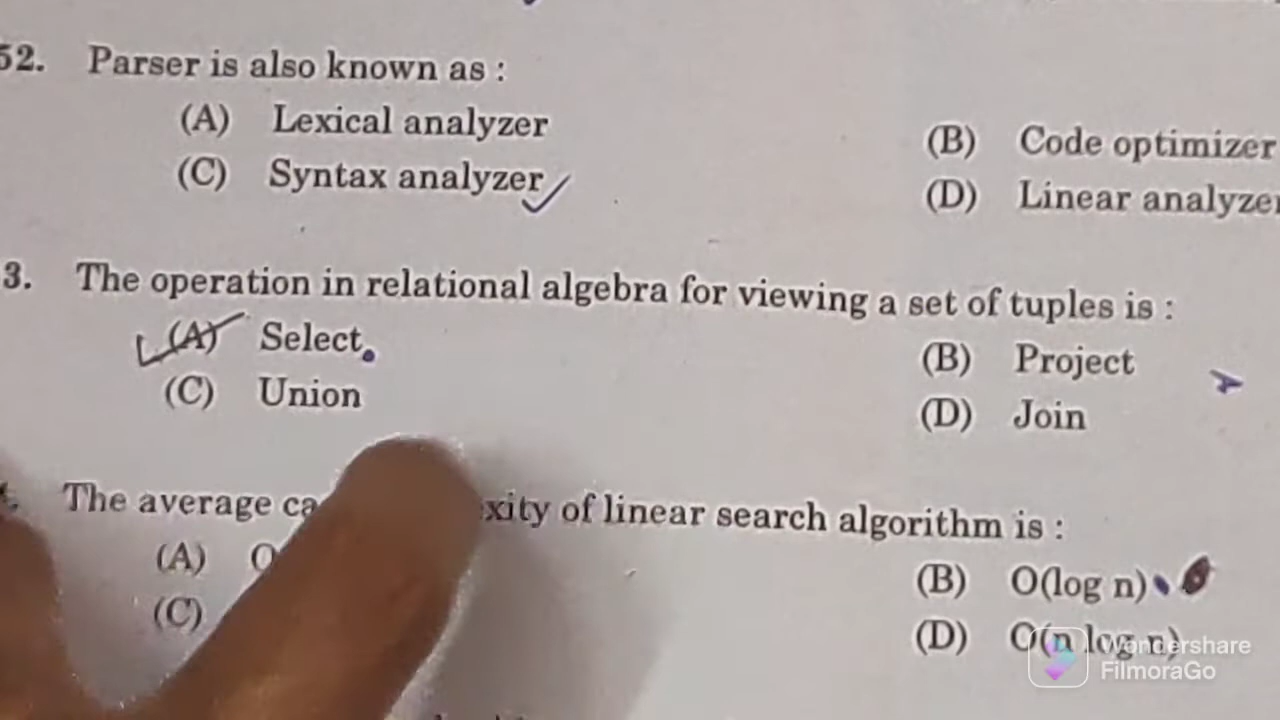 52. Parser is also known as :
(A) Lexical analyzer
(B) Code optimizer
(C) Syntax analyzer
(D) Linear analyze
3. The operation in relational algebra for viewing a set of tuples is :
(A) Select
(B) Project
(C) Union
(D) Join
The average ca xity of linear search algorithm is :
(A) O
(B) O(log n)
(C)
(D) O(n log n)
Wondershare
FilmoraGo